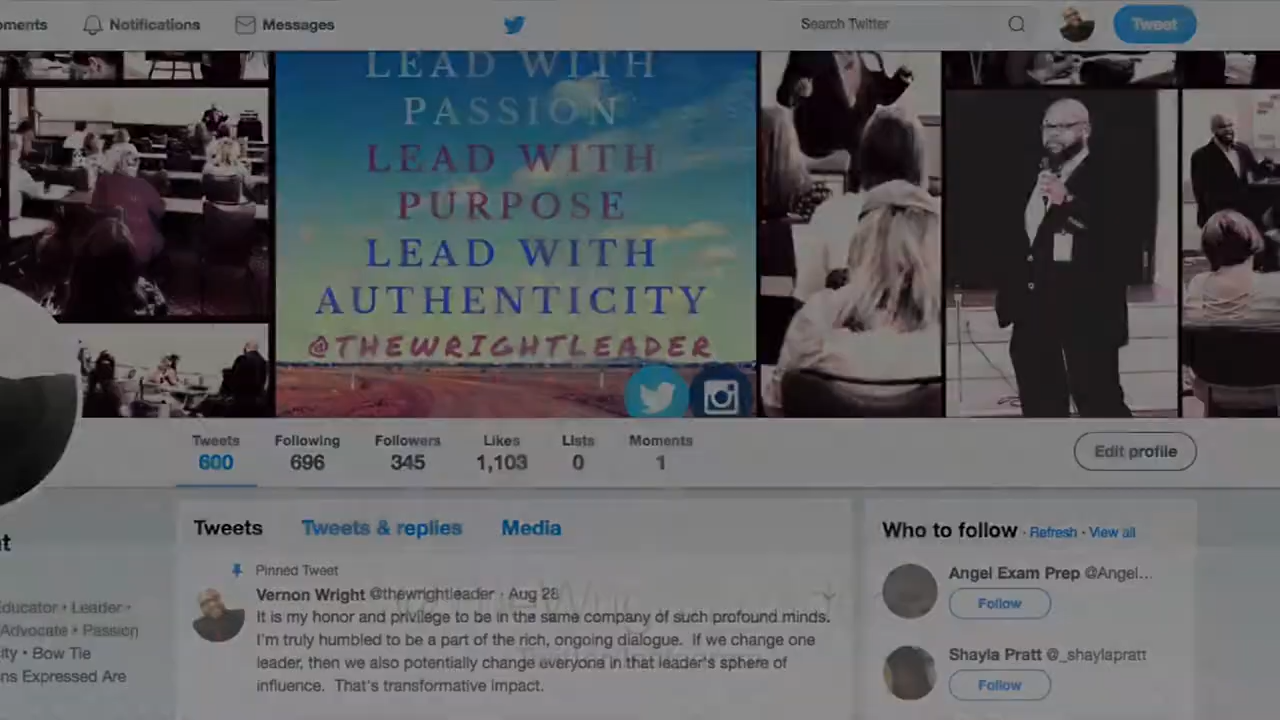 oments Notifications Messages Search Twitter Tweet
LEAD WITH
PASSION
LEAD WITH
PURPOSE
LEAD WITH
AUTHENTICITY
@THEWRIGHTLEADER
Tweets Following Followers Likes Lists Moments
600 696 345 1,103 0 1
Edit profile
t
Educator • Leader •
Advocate • Passion
ity • Bow Tie
ns Expressed Are
Tweets Tweets & replies Media
Pinned Tweet
Vernon Wright @thewrightleader · Aug 28
It is my honor and privilege to be in the same company of such profound minds.
I'm truly humbled to be a part of the rich, ongoing dialogue. If we change one
leader, then we also potentially change everyone in that leader's sphere of
influence. That's transformative impact.
Who to follow · Refresh · View all
Angel Exam Prep @Angel...
Follow
Shayla Pratt @_shaylapratt
Follow